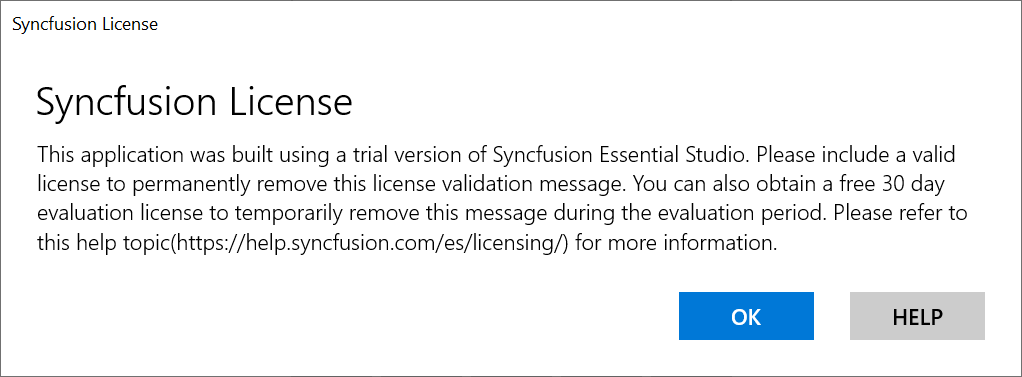 Syncfusion License
Syncfusion License
This application was built using a trial version of Syncfusion Essential Studio. Please include a valid
license to permanently remove this license validation message. You can also obtain a free 30 day
evaluation license to temporarily remove this message during the evaluation period. Please refer to
this help topic(https://help.syncfusion.com/es/licensing/) for more information.
OK HELP